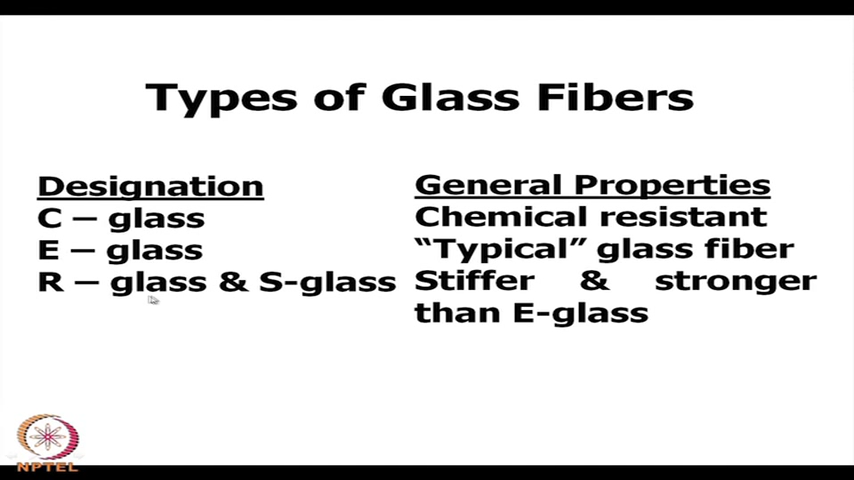 Types of Glass Fibers
Designation General Properties
C – glass Chemical resistant
E – glass “Typical” glass fiber
R – glass & S-glass Stiffer & stronger
than E-glass
NPTEL